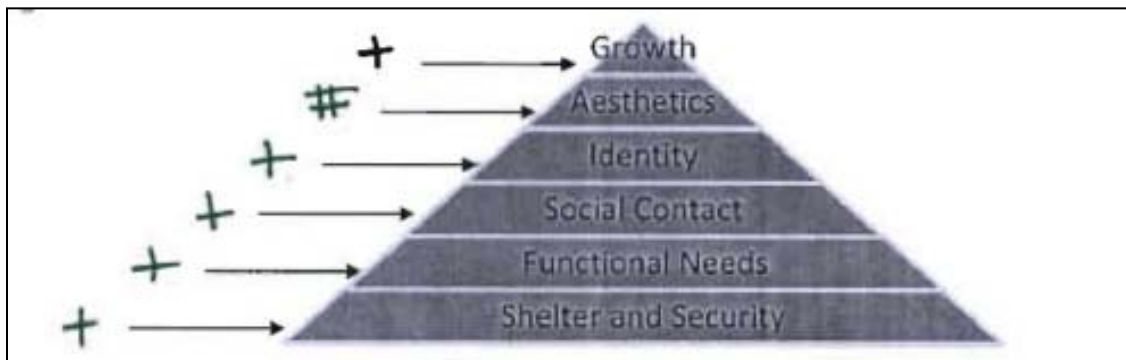 + Growth
# Aesthetics
+ Identity
+ Social Contact
+ Functional Needs
+ Shelter and Security